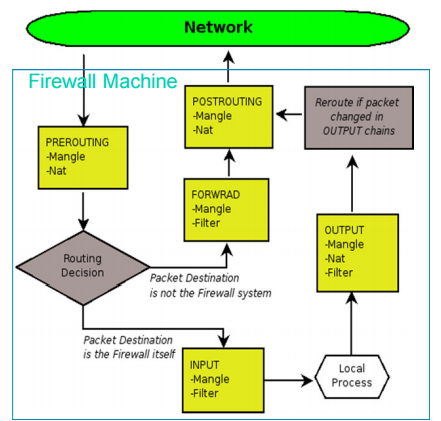 Network
Firewall Machine
PREROUTING
-Mangle
-Nat
POSTROUTING
-Mangle
-Nat
Reroute if packet
changed in
OUTPUT chains
FORWRAD
-Mangle
-Filter
OUTPUT
-Mangle
-Nat
-Filter
Routing
Decision
Packet Destination
is not the Firewall system
Packet Destination
is the Firewall itself
INPUT
-Mangle
-Filter
Local
Process